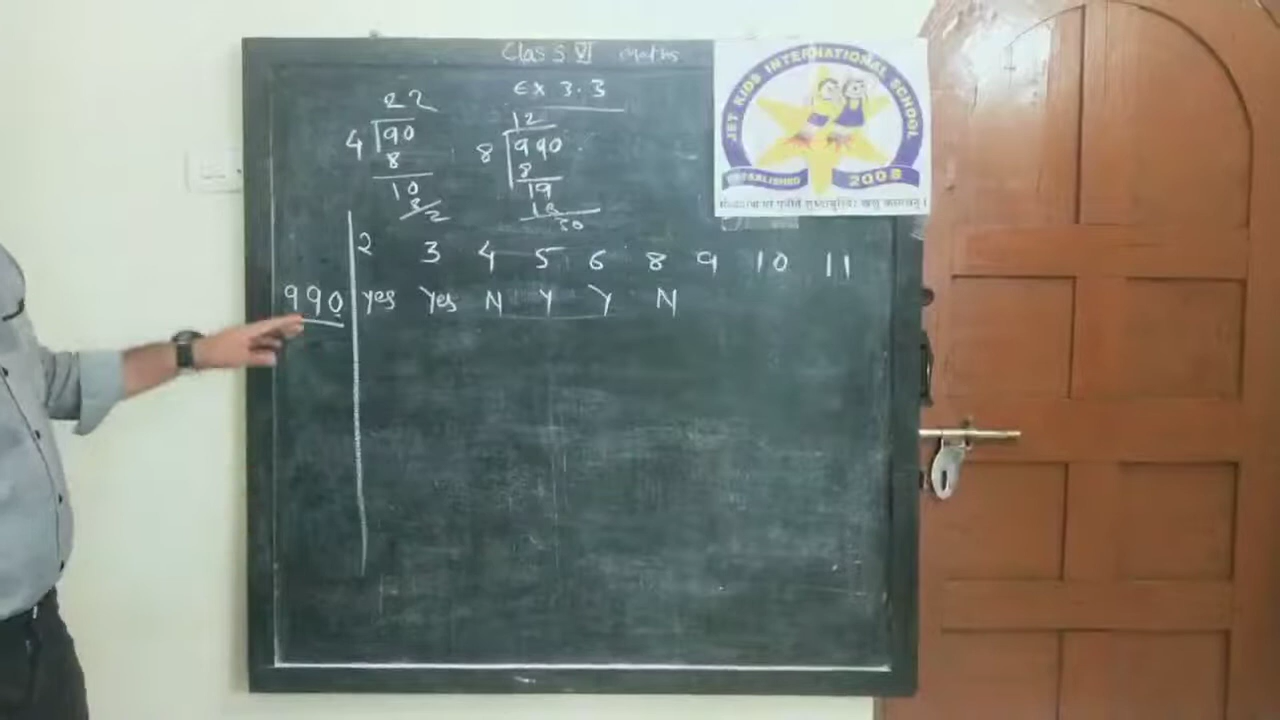 Class VI Maths
Ex 3.3
22
4 90
8
10
8
2
12
8 990
8
19
16
30
2 3 4 5 6 8 9 10 11
990 Yes Yes N Y Y N
JET KIDS INTERNATIONAL SCHOOL
ESTABLISHED 2008